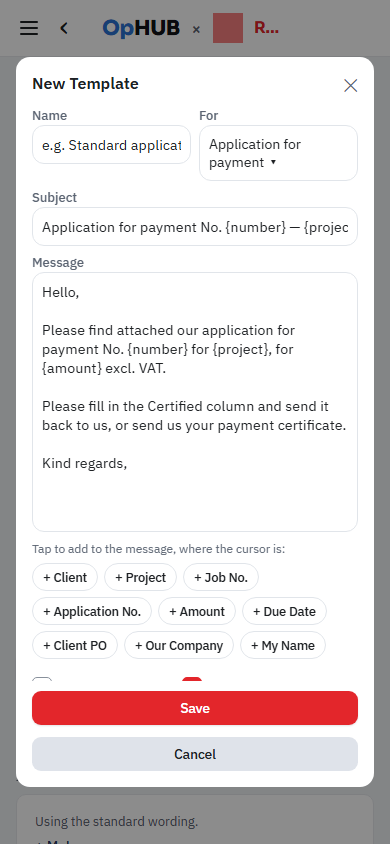 OpHUB × R...
New Template
Name
For
e.g. Standard applicat
Application for
payment ▾
Subject
Application for payment No. {number} — {projec
Message
Hello,
Please find attached our application for
payment No. {number} for {project}, for
{amount} excl. VAT.
Please fill in the Certified column and send it
back to us, or send us your payment certificate.
Kind regards,
Tap to add to the message, where the cursor is:
+ Client
+ Project
+ Job No.
+ Application No.
+ Amount
+ Due Date
+ Client PO
+ Our Company
+ My Name
Save
Cancel
Using the standard wording.